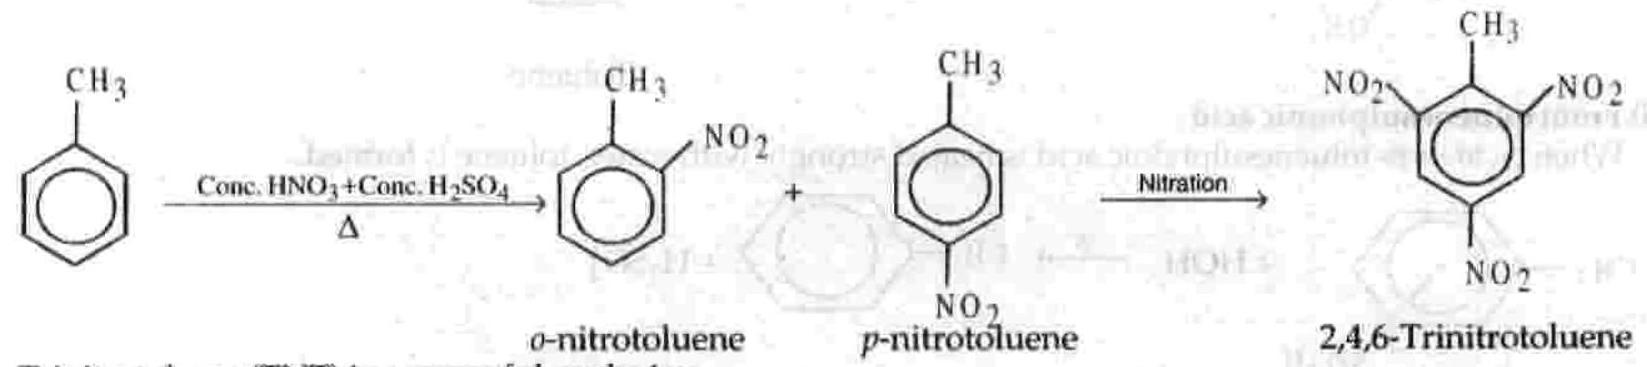 CH3
CH3
CH3
CH3
NO2
NO2
NO2
Conc. HNO3+Conc. H2SO4
Δ
+
Nitration
NO2
NO2
o-nitrotoluene
p-nitrotoluene
2,4,6-Trinitrotoluene